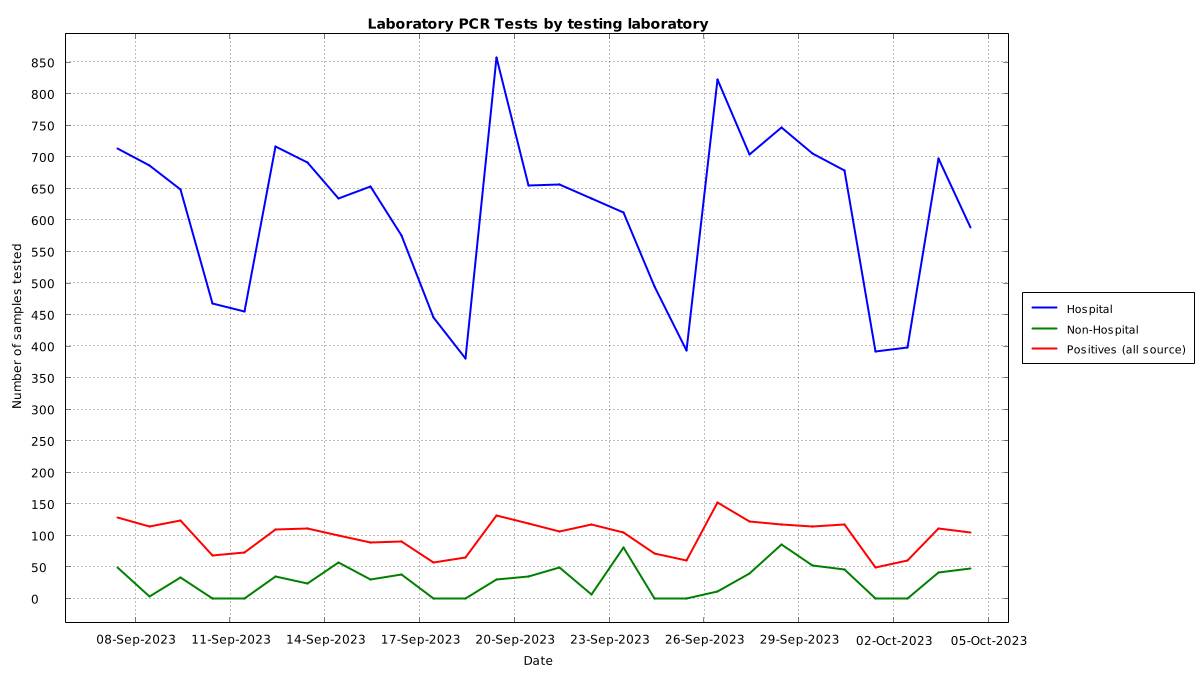 Laboratory PCR Tests by testing laboratory
850
800
750
700
650
600
550
500
450
400
350
300
250
200
150
100
50
0
Number of samples tested
08-Sep-2023 11-Sep-2023 14-Sep-2023 17-Sep-2023 20-Sep-2023 23-Sep-2023 26-Sep-2023 29-Sep-2023 02-Oct-2023 05-Oct-2023
Date
Hospital
Non-Hospital
Positives (all source)